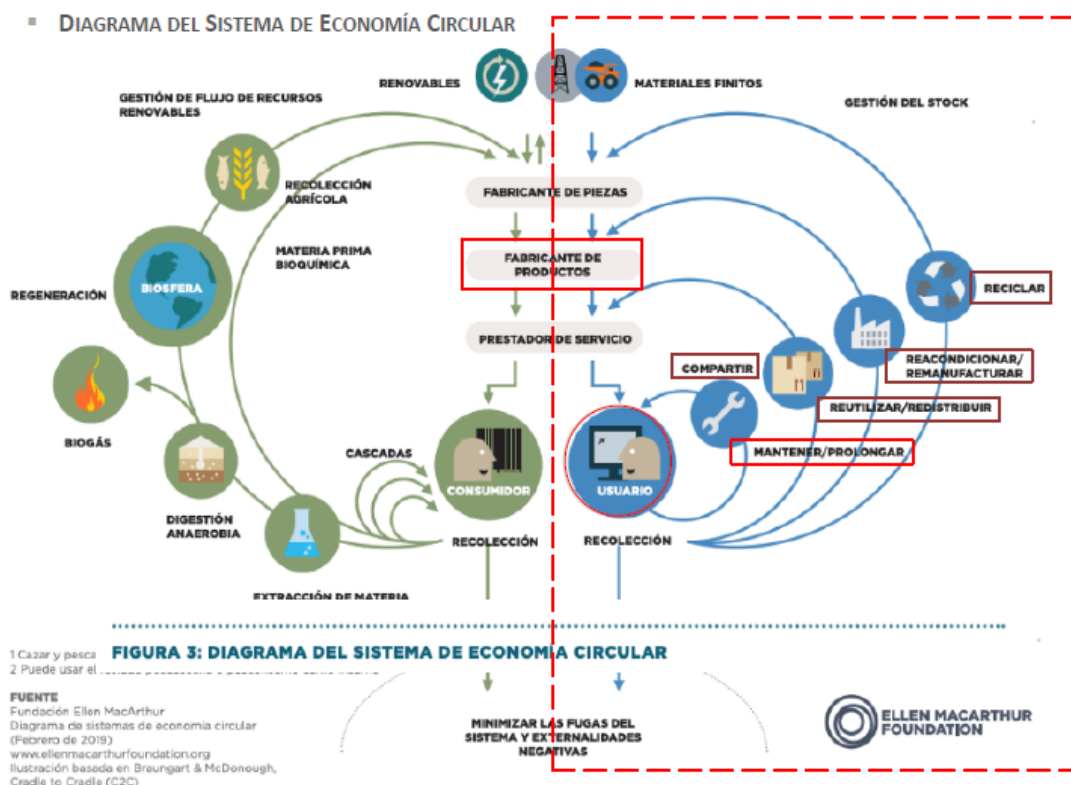 ▪ DIAGRAMA DEL SISTEMA DE ECONOMÍA CIRCULAR
RENOVABLES
MATERIALES FINITOS
GESTIÓN DE FLUJO DE RECURSOS
RENOVABLES
GESTIÓN DEL STOCK
RECOLECCIÓN
AGRÍCOLA
FABRICANTE DE PIEZAS
MATERIA PRIMA
BIOQUÍMICA
FABRICANTE DE
PRODUCTOS
REGENERACIÓN
BIOSFERA
RECICLAR
PRESTADOR DE SERVICIO
COMPARTIR
REACONDICIONAR/
REMANUFACTURAR
REUTILIZAR/REDISTRIBUIR
BIOGÁS
CASCADAS
MANTENER/PROLONGAR
CONSUMIDOR
USUARIO
DIGESTIÓN
ANAEROBIA
RECOLECCIÓN
RECOLECCIÓN
EXTRACCIÓN DE MATERIA
1 Cazar y pesca
FIGURA 3: DIAGRAMA DEL SISTEMA DE ECONOMÍA CIRCULAR
2 Puede usar el
FUENTE
Fundación Ellen MacArthur
Diagrama de sistemas de economía circular
(Febrero de 2019)
www.ellenmacarthurfoundation.org
Ilustración basada en Braungart & McDonough,
Cradle to Cradle (C2C)
MINIMIZAR LAS FUGAS DEL
SISTEMA Y EXTERNALIDADES
NEGATIVAS
ELLEN MACARTHUR
FOUNDATION